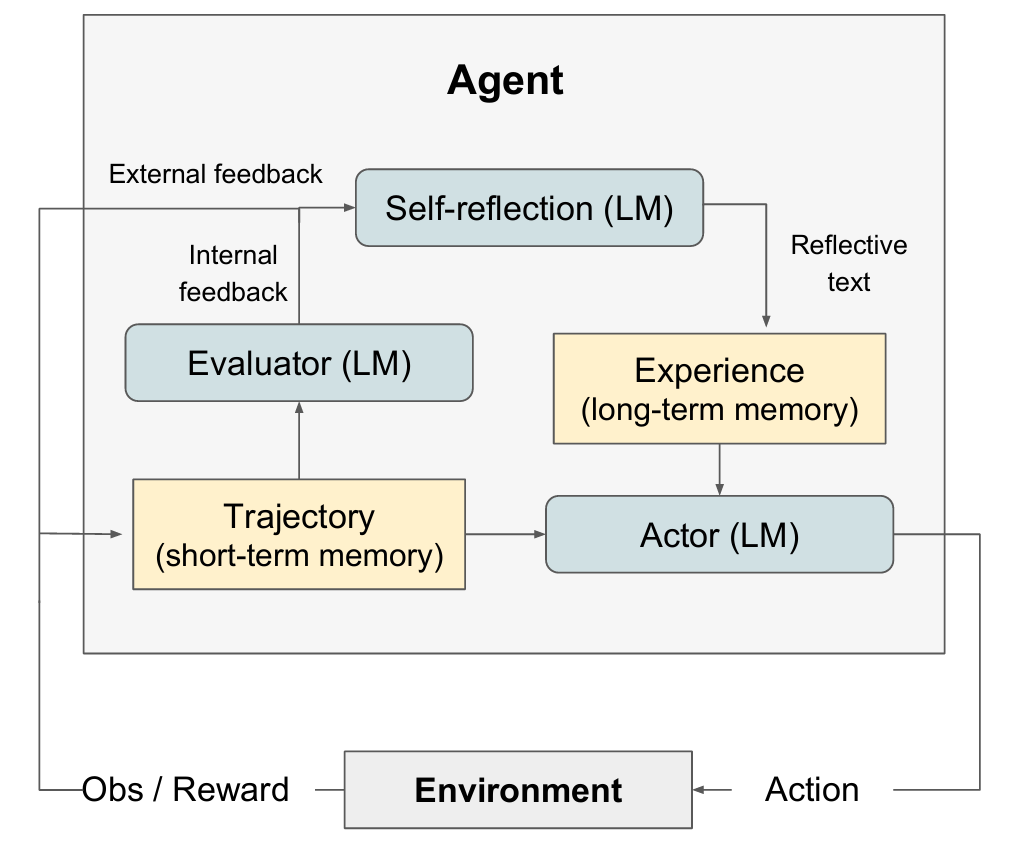 Agent
External feedback
Self-reflection (LM)
Internal
feedback
Reflective
text
Evaluator (LM)
Experience
(long-term memory)
Trajectory
(short-term memory)
Actor (LM)
Obs / Reward
Environment
Action